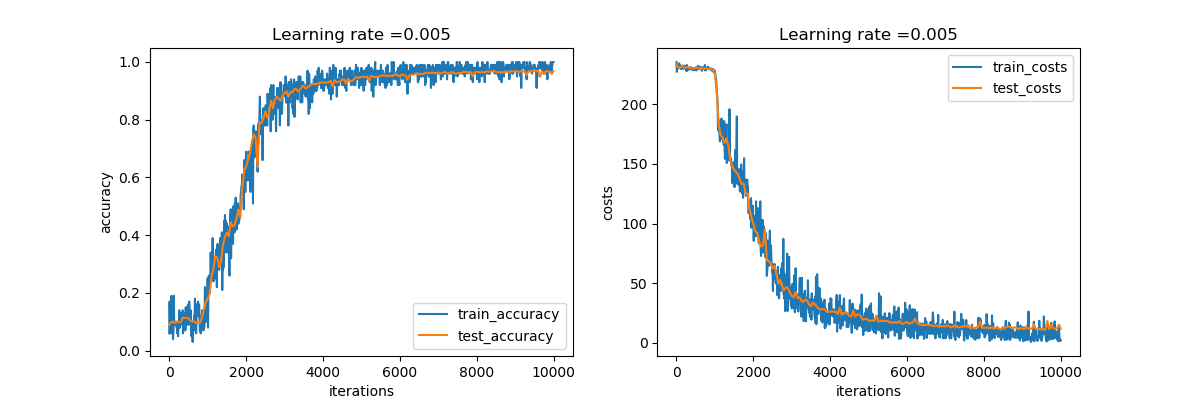 Learning rate =0.005
1.0
0.8
0.6
0.4
0.2
0.0
accuracy
train_accuracy
test_accuracy
0 2000 4000 6000 8000 10000
iterations
Learning rate =0.005
train_costs
test_costs
200
150
100
50
0
costs
0 2000 4000 6000 8000 10000
iterations